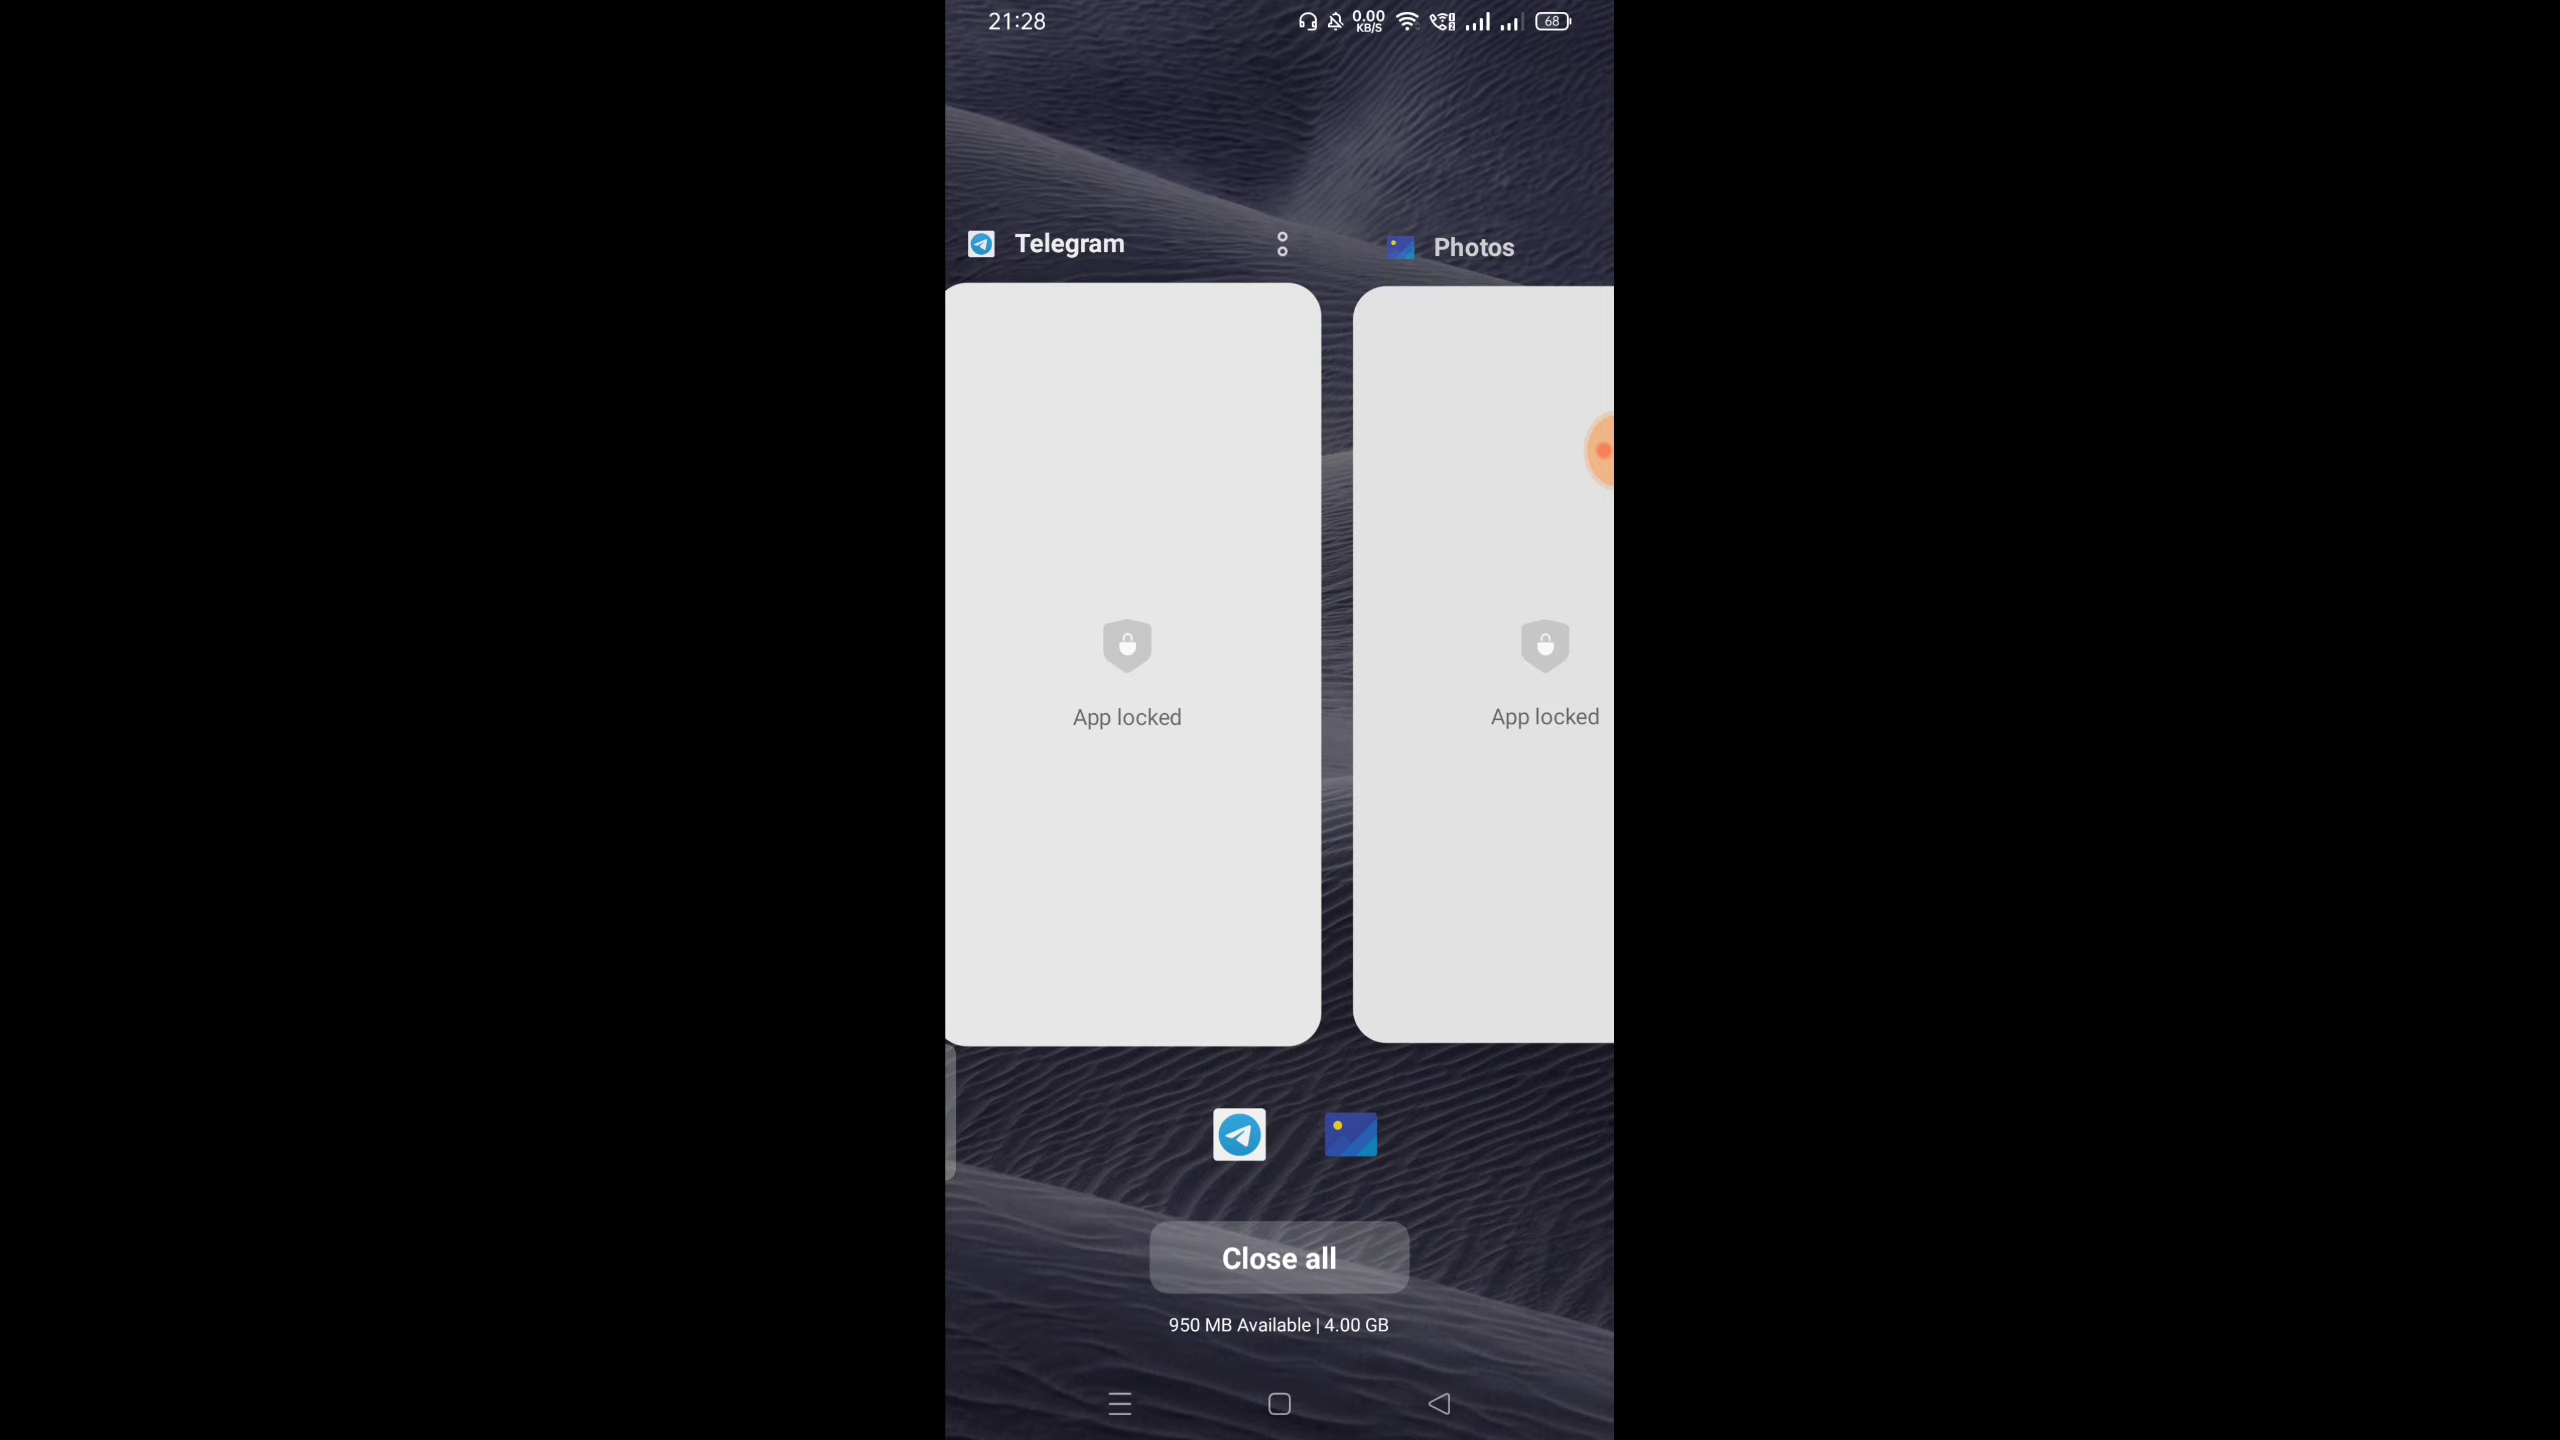 21:28
0.00
KB/S
68
Telegram
Photos
App locked
App locked
Close all
950 MB Available | 4.00 GB